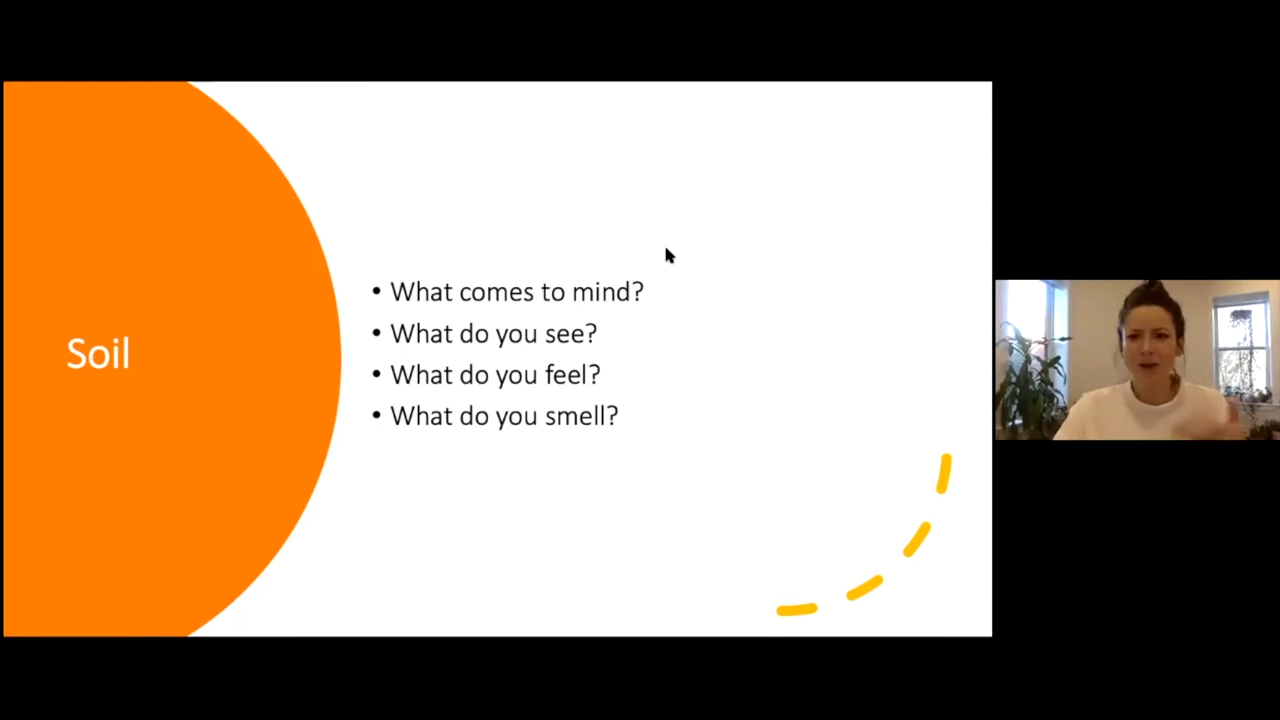 Soil
• What comes to mind?
• What do you see?
• What do you feel?
• What do you smell?